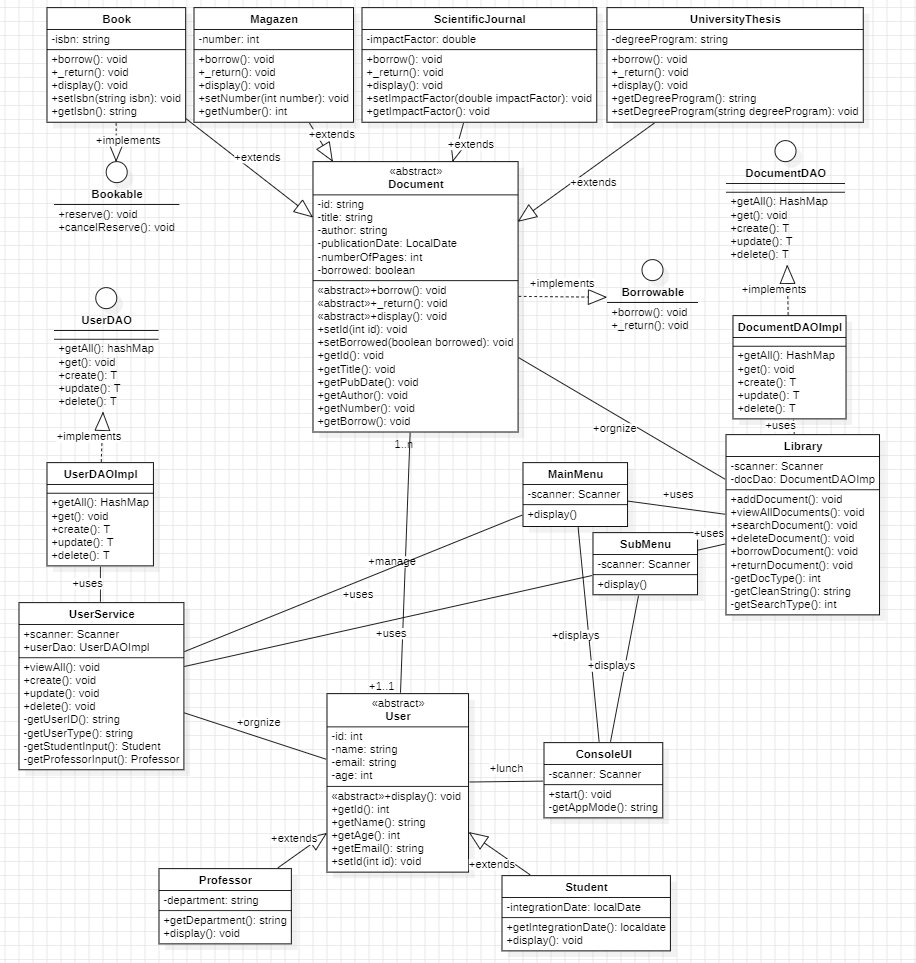 Book
-isbn: string
+borrow(): void
+_return(): void
+display(): void
+setIsbn(string isbn): void
+getIsbn(): string
Magazen
-number: int
+borrow(): void
+_return(): void
+display(): void
+setNumber(int number): void
+getNumber(): int
ScientificJournal
-impactFactor: double
+borrow(): void
+_return(): void
+display(): void
+setImpactFactor(double impactFactor): void
+getImpactFactor(): void
UniversityThesis
-degreeProgram: string
+borrow(): void
+_return(): void
+display(): void
+getDegreeProgram(): string
+setDegreeProgram(string degreeProgram): void
+implements
+extends
+extends
+extends
+extends
Bookable
+reserve(): void
+cancelReserve(): void
«abstract»
Document
-id: string
-title: string
-author: string
-publicationDate: LocalDate
-numberOfPages: int
-borrowed: boolean
«abstract»+borrow(): void
«abstract»+_return(): void
«abstract»+display(): void
+setId(int id): void
+setBorrowed(boolean borrowed): void
+getId(): void
+getTitle(): void
+getPubDate(): void
+getAuthor(): void
+getNumber(): void
+getBorrow(): void
DocumentDAO
+getAll(): HashMap
+get(): void
+create(): T
+update(): T
+delete(): T
+implements
+implements
Borrowable
+borrow(): void
+_return(): void
UserDAO
+getAll(): hashMap
+get(): void
+create(): T
+update(): T
+delete(): T
+implements
DocumentDAOImpl
+getAll(): HashMap
+get(): void
+create(): T
+update(): T
+delete(): T
+uses
+orgnize
1..n
UserDAOImpl
+getAll(): HashMap
+get(): void
+create(): T
+update(): T
+delete(): T
+uses
MainMenu
-scanner: Scanner
+display()
+uses
Library
-scanner: Scanner
-docDao: DocumentDAOImp
+addDocument(): void
+viewAllDocuments(): void
+searchDocument(): void
+deleteDocument(): void
+borrowDocument(): void
+returnDocument(): void
-getDocType(): int
-getCleanString(): string
-getSearchType(): int
SubMenu
-scanner: Scanner
+display()
+uses
+manage
+uses
+uses
+displays
+displays
UserService
+scanner: Scanner
+userDao: UserDAOImpl
+viewAll(): void
+create(): void
+update(): void
+delete(): void
-getUserID(): string
-getUserType(): string
-getStudentInput(): Student
-getProfessorInput(): Professor
+orgnize
+1..1
«abstract»
User
-id: int
-name: string
-email: string
-age: int
«abstract»+display(): void
+getId(): int
+getName(): string
+getAge(): int
+getEmail(): string
+setId(int id): void
+lunch
ConsoleUI
-scanner: Scanner
+start(): void
-getAppMode(): string
+extends
+extends
Professor
-department: string
+getDepartment(): string
+display(): void
Student
-integrationDate: localDate
+getIntegrationDate(): localdate
+display(): void